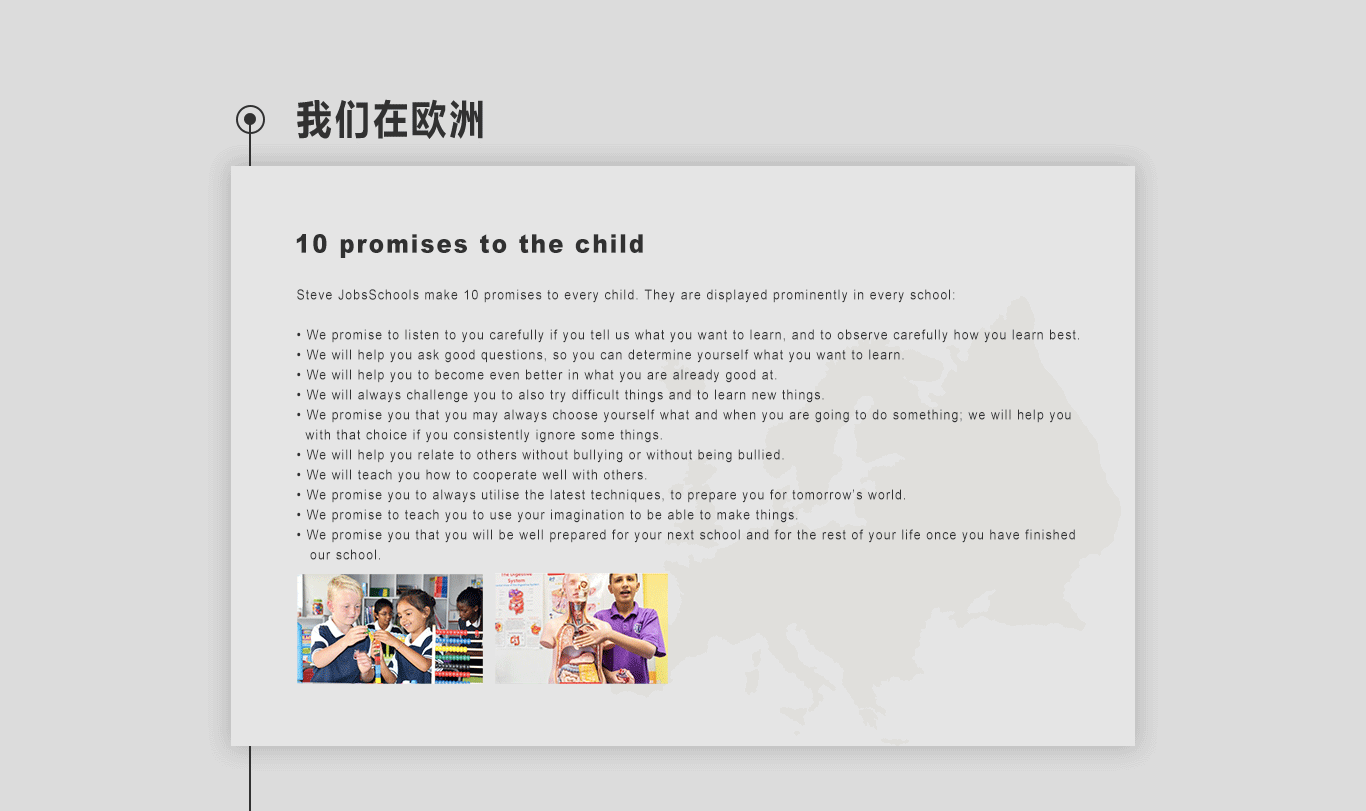 我们在欧洲
10 promises to the child
Steve JobsSchools make 10 promises to every child. They are displayed prominently in every school:
• We promise to listen to you carefully if you tell us what you want to learn, and to observe carefully how you learn best.
• We will help you ask good questions, so you can determine yourself what you want to learn.
• We will help you to become even better in what you are already good at.
• We will always challenge you to also try difficult things and to learn new things.
• We promise you that you may always choose yourself what and when you are going to do something; we will help you
with that choice if you consistently ignore some things.
• We will help you relate to others without bullying or without being bullied.
• We will teach you how to cooperate well with others.
• We promise you to always utilise the latest techniques, to prepare you for tomorrow's world.
• We promise to teach you to use your imagination to be able to make things.
• We promise you that you will be well prepared for your next school and for the rest of your life once you have finished
our school.
The Digestive
System